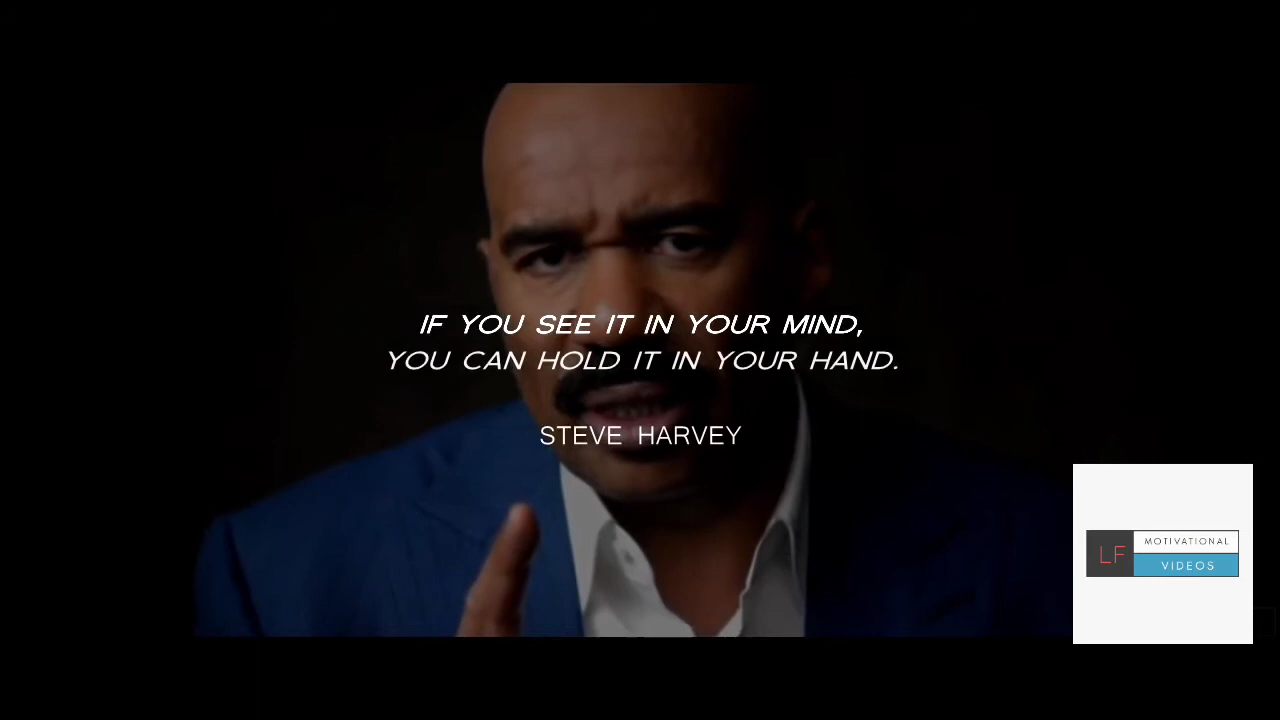 IF YOU SEE IT IN YOUR MIND,
YOU CAN HOLD IT IN YOUR HAND.
STEVE HARVEY
LF
MOTIVATIONAL
VIDEOS